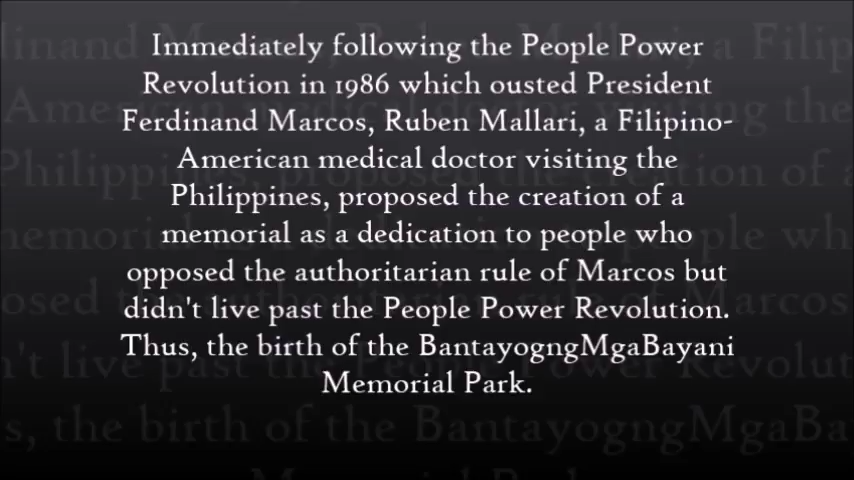 Immediately following the People Power
Revolution in 1986 which ousted President
Ferdinand Marcos, Ruben Mallari, a Filipino-
American medical doctor visiting the
Philippines, proposed the creation of a
memorial as a dedication to people who
opposed the authoritarian rule of Marcos but
didn't live past the People Power Revolution.
Thus, the birth of the BantayogngMgaBayani
Memorial Park.